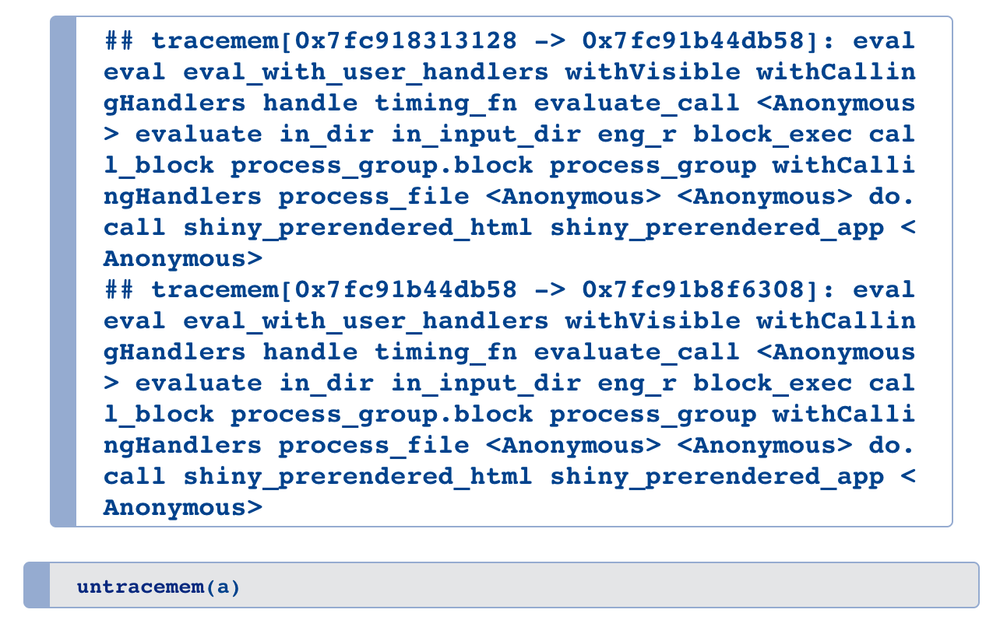 ## tracemem[0x7fc918313128 -> 0x7fc91b44db58]: eval
eval eval_with_user_handlers withVisible withCallin
gHandlers handle timing_fn evaluate_call <Anonymous
> evaluate in_dir in_input_dir eng_r block_exec cal
l_block process_group.block process_group withCalli
ngHandlers process_file <Anonymous> <Anonymous> do.
call shiny_prerendered_html shiny_prerendered_app <
Anonymous>
## tracemem[0x7fc91b44db58 -> 0x7fc91b8f6308]: eval
eval eval_with_user_handlers withVisible withCallin
gHandlers handle timing_fn evaluate_call <Anonymous
> evaluate in_dir in_input_dir eng_r block_exec cal
l_block process_group.block process_group withCalli
ngHandlers process_file <Anonymous> <Anonymous> do.
call shiny_prerendered_html shiny_prerendered_app <
Anonymous>
untracemem(a)